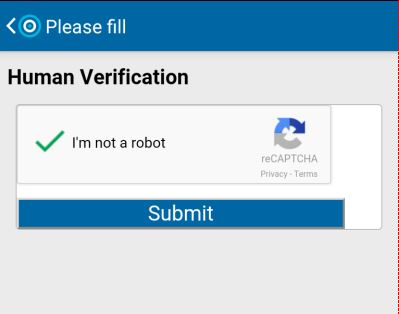 Please fill
Human Verification
I'm not a robot
reCAPTCHA
Privacy - Terms
Submit